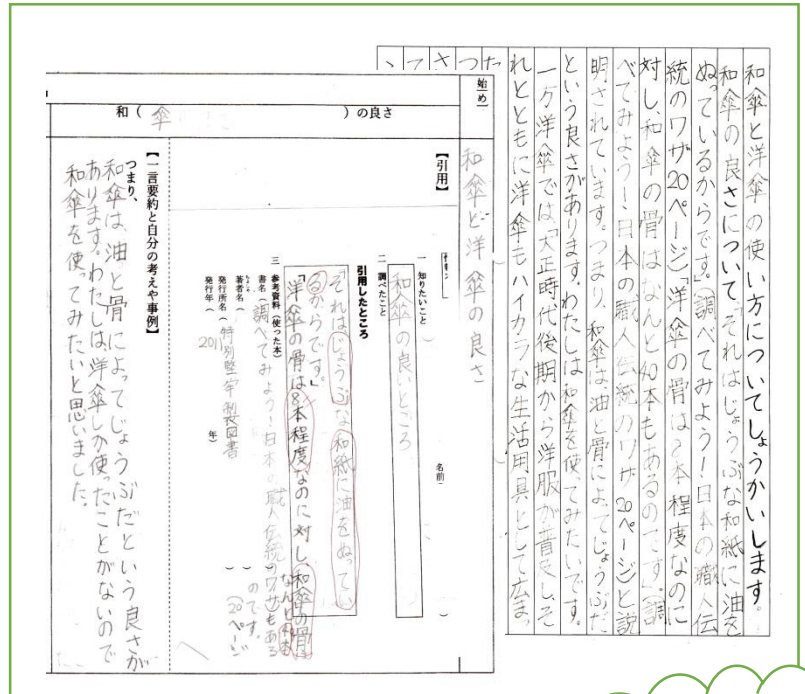 和傘と洋傘の使い方についてしょうかいします。
和傘の良さについて、「それはじょうぶな和紙に油を
ぬっているからです。」(調べてみよう！日本の職人伝
統のワザ20ページ)「洋傘の骨は8本程度なのに
対し、和傘の骨はなんと40本もあるのです。」(調
べてみよう！日本の職人伝統のワザ20ページ)と説
明されています。つまり、和傘は油と骨によってじょうぶだ
という良さがあります。わたしは和傘を使ってみたいです。
一方洋傘では「大正時代後期から洋服が普及し、そ
れとともに洋傘もハイカラな生活用具として広まっ
始め
和傘と洋傘の良さ
和（傘）の良さ
【引用】
名前
一 知りたいこと
和傘の良いところ
二 調べたこと
引用したところ
「それはじょうぶな和紙に油をぬってい
るからです。」
「洋傘の骨は8本程度なのに対し和傘の骨は
なんと40本もある
のです。
三 参考資料（使った本）
書名（調べてみよう！日本の職人伝統のワザ）
(20ページ)
著者名（
発行所名（特別堅牢製図書）
発行年（2011年）
【一言要約と自分の考えや事例】
つまり、
和傘は、油と骨によってじょうぶだという良さが
あります。わたしは洋傘しか使ったことがないので
和傘を使ってみたいと思いました。